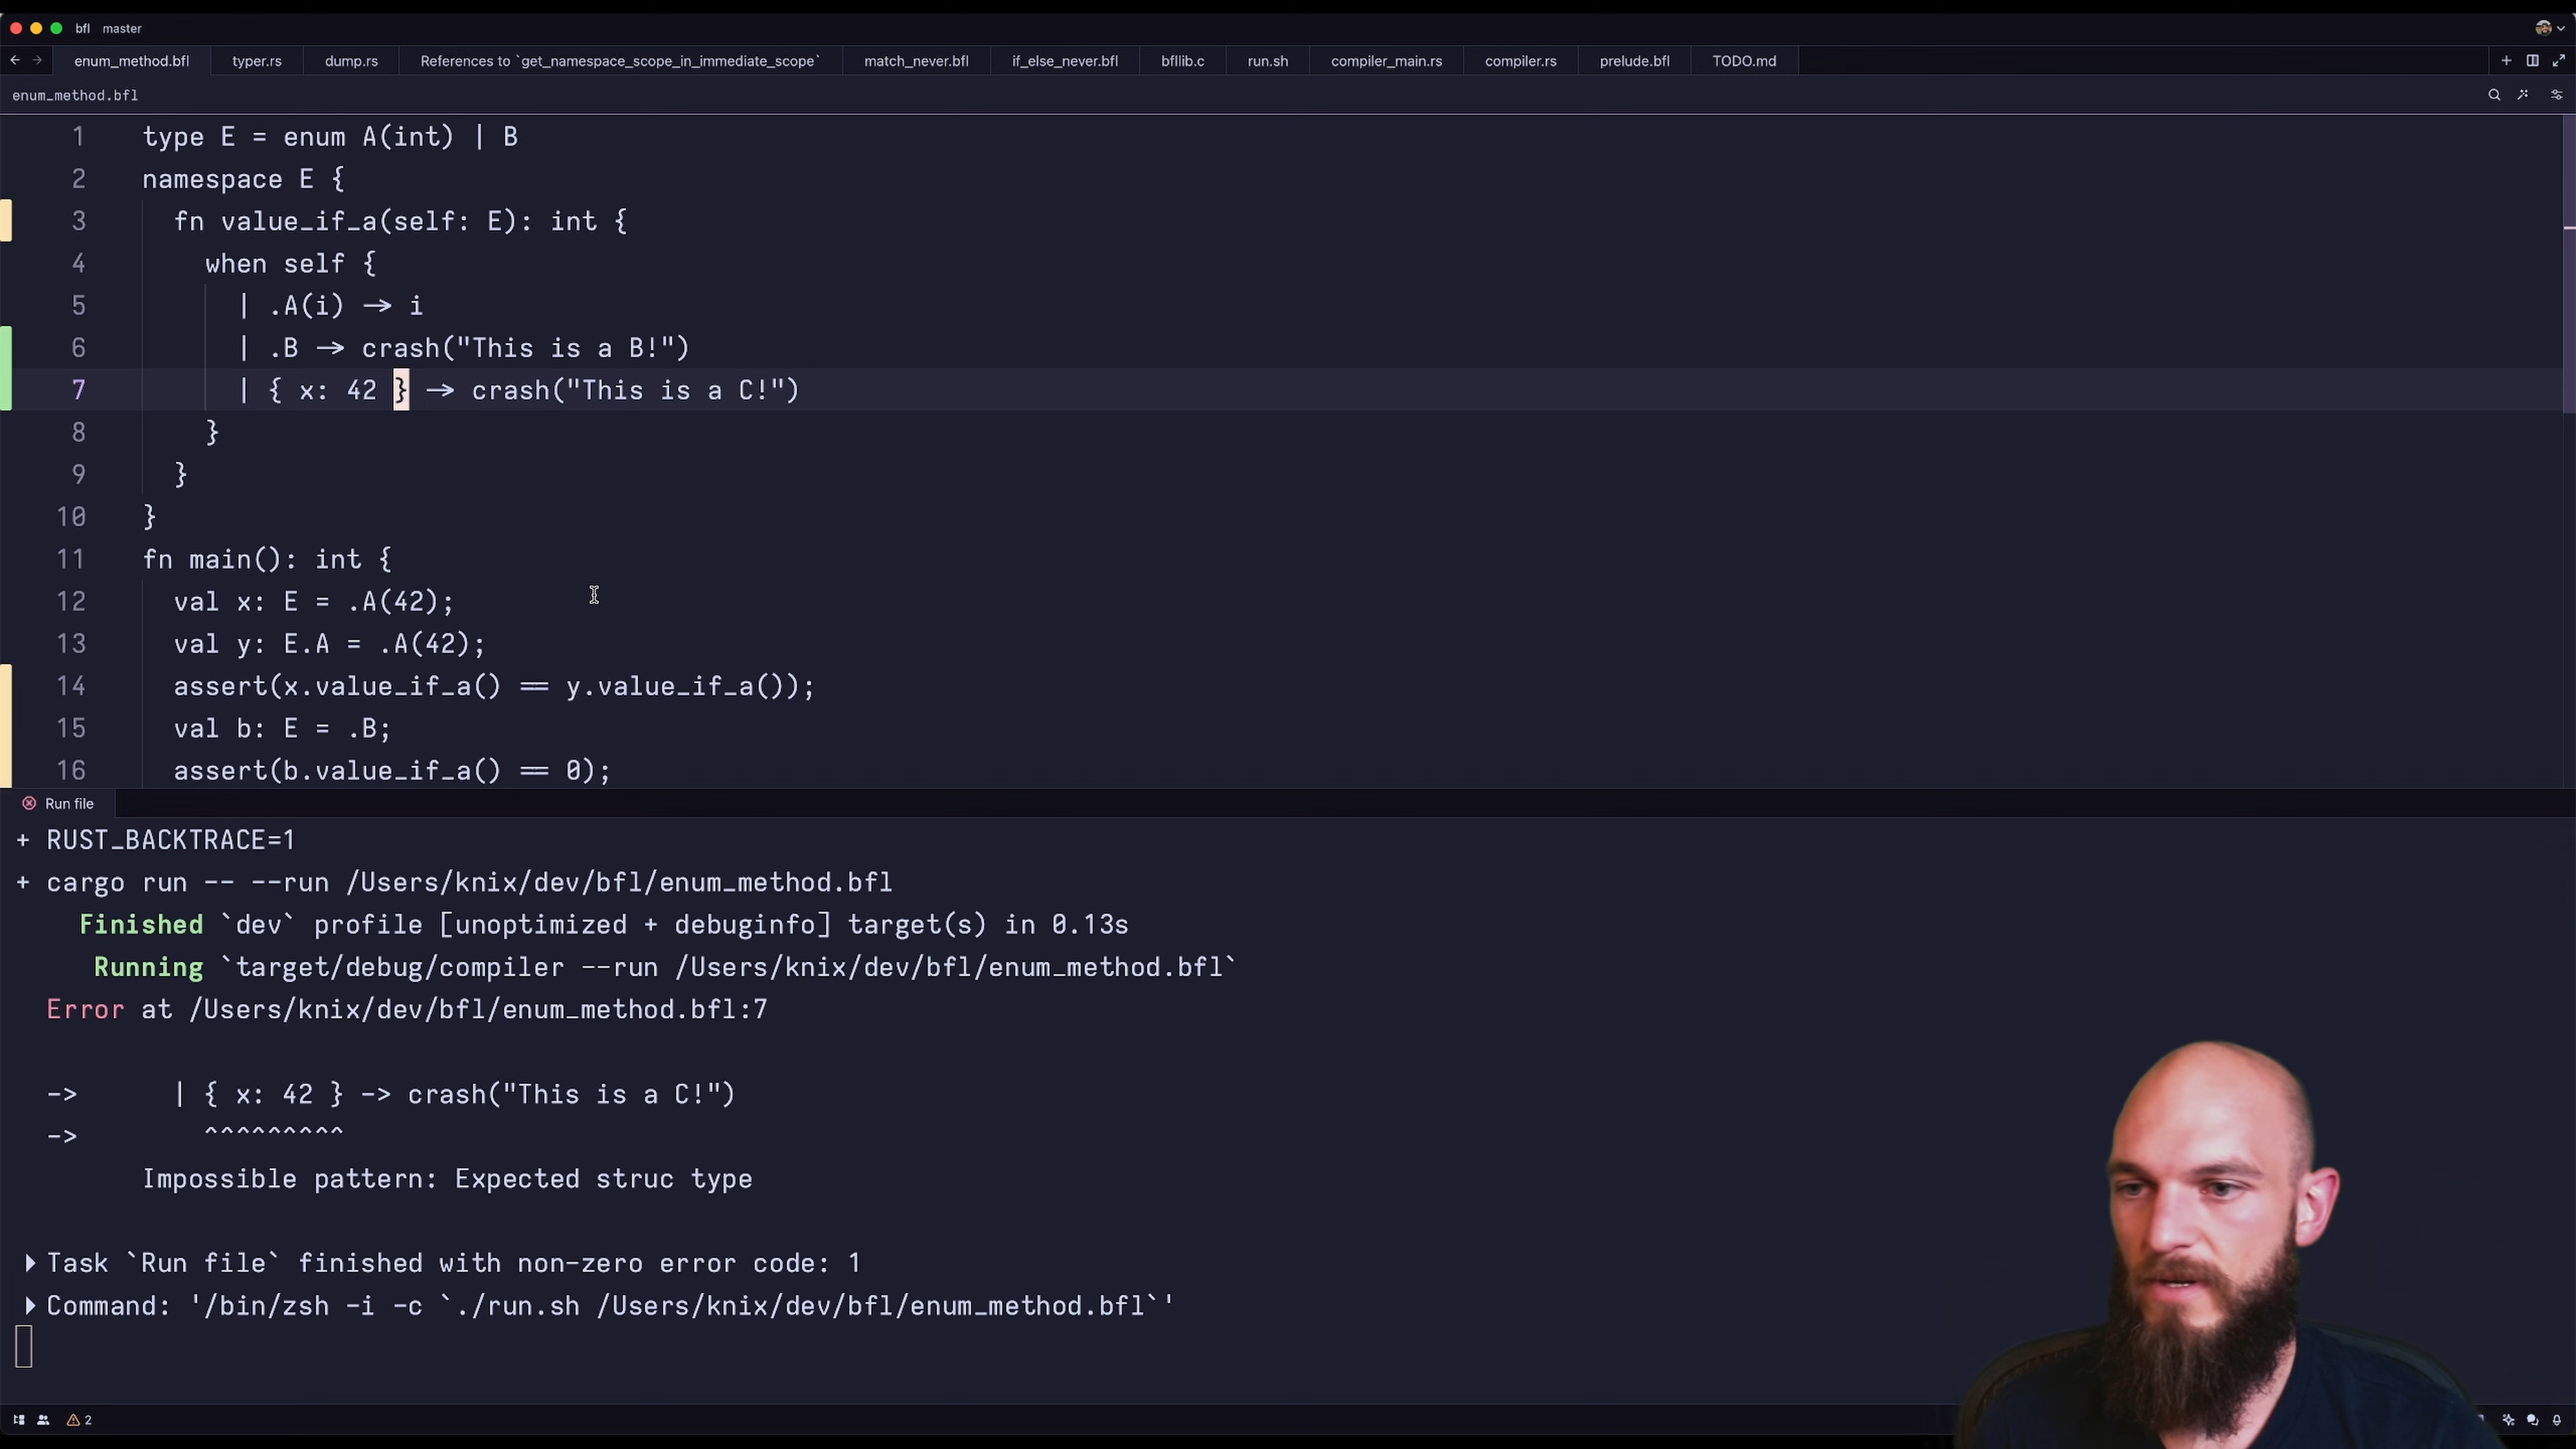 bfl master
enum_method.bfl typer.rs dump.rs References to `get_namespace_scope_in_immediate_scope` match_never.bfl if_else_never.bfl bfllib.c run.sh compiler_main.rs compiler.rs prelude.bfl TODO.md
enum_method.bfl
1 type E = enum A(int) | B
2 namespace E {
3 fn value_if_a(self: E): int {
4 when self {
5 | .A(i) -> i
6 | .B -> crash("This is a B!")
7 | { x: 42 } -> crash("This is a C!")
8 }
9 }
10 }
11 fn main(): int {
12 val x: E = .A(42);
13 val y: E.A = .A(42);
14 assert(x.value_if_a() == y.value_if_a());
15 val b: E = .B;
16 assert(b.value_if_a() == 0);
Run file
+ RUST_BACKTRACE=1
+ cargo run -- --run /Users/knix/dev/bfl/enum_method.bfl
Finished `dev` profile [unoptimized + debuginfo] target(s) in 0.13s
Running `target/debug/compiler --run /Users/knix/dev/bfl/enum_method.bfl`
Error at /Users/knix/dev/bfl/enum_method.bfl:7
-> | { x: 42 } -> crash("This is a C!")
-> ^^^^^^^^^
Impossible pattern: Expected struc type
Task `Run file` finished with non-zero error code: 1
Command: '/bin/zsh -i -c `./run.sh /Users/knix/dev/bfl/enum_method.bfl`'
2